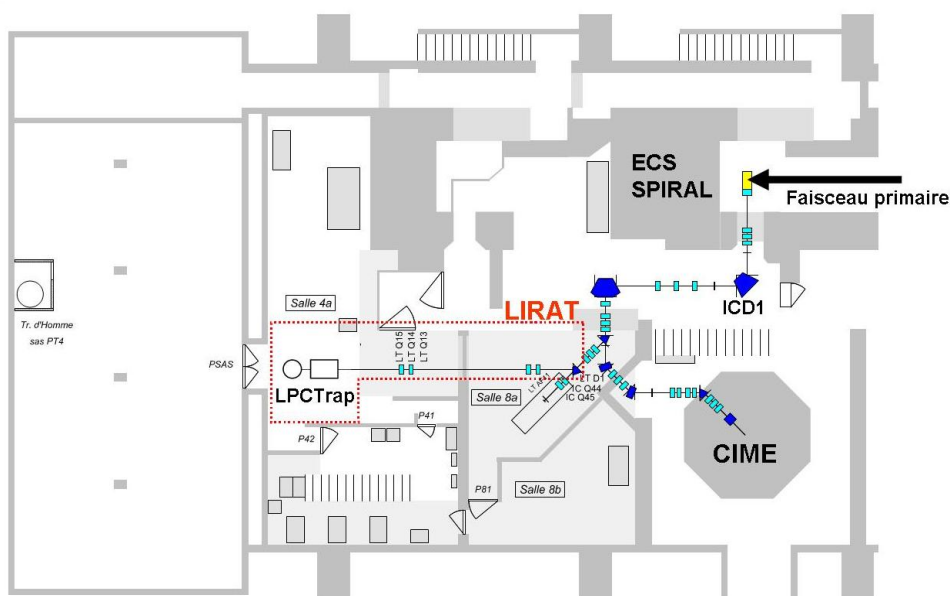 ECS
SPIRAL
Faisceau primaire
ICD1
Salle 4a
LIRAT
Tr. d'Homme
sas PT4
PSAS
LT Q15
LT Q14
LT Q13
LPCTrap
LT D1
IC Q44
IC Q45
Salle 8a
P41
P42
CIME
P81
Salle 8b